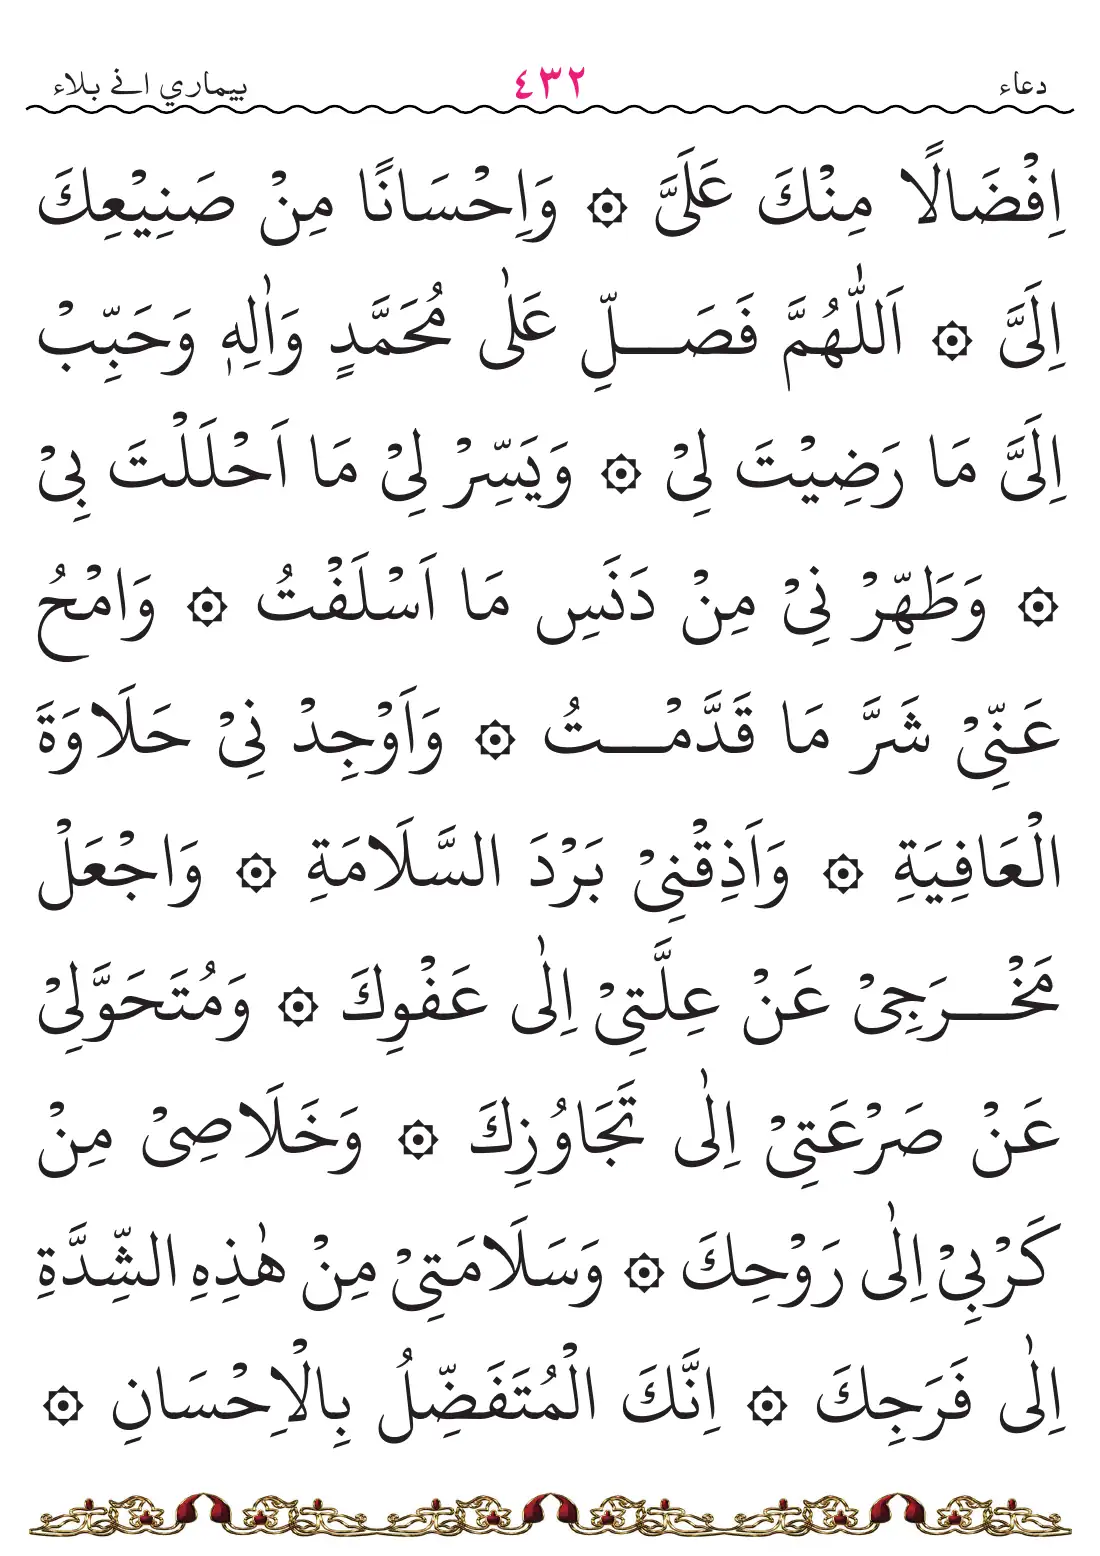 دعاء ٤٣٢ بيماري انے بلاء
اِفْضَالًا مِنْكَ عَلَيَّ ۞ وَاِحْسَانًا مِنْ صَنِيْعِكَ
اِلَيَّ ۞ اَللّٰهُمَّ فَصَلِّ عَلٰى مُحَمَّدٍ وَاٰلِهٖ وَحَبِّبْ
اِلَيَّ مَا رَضِيْتَ لِيْ ۞ وَيَسِّرْ لِيْ مَا اَحْلَلْتَ بِيْ
۞ وَطَهِّرْ نِيْ مِنْ دَنَسِ مَا اَسْلَفْتُ ۞ وَامْحُ
عَنِّيْ شَرَّ مَا قَدَّمْتُ ۞ وَاَوْجِدْ نِيْ حَلَاوَةَ
الْعَافِيَةِ ۞ وَاَذِقْنِيْ بَرْدَ السَّلَامَةِ ۞ وَاجْعَلْ
مَخْرَجِيْ عَنْ عِلَّتِيْ اِلٰى عَفْوِكَ ۞ وَمُتَحَوَّلِيْ
عَنْ صَرْعَتِيْ اِلٰى تَجَاوُزِكَ ۞ وَخَلَاصِيْ مِنْ
كَرْبِيْ اِلٰى رَوْحِكَ ۞ وَسَلَامَتِيْ مِنْ هٰذِهِ الشِّدَّةِ
اِلٰى فَرَجِكَ ۞ اِنَّكَ الْمُتَفَضِّلُ بِالْاِحْسَانِ ۞